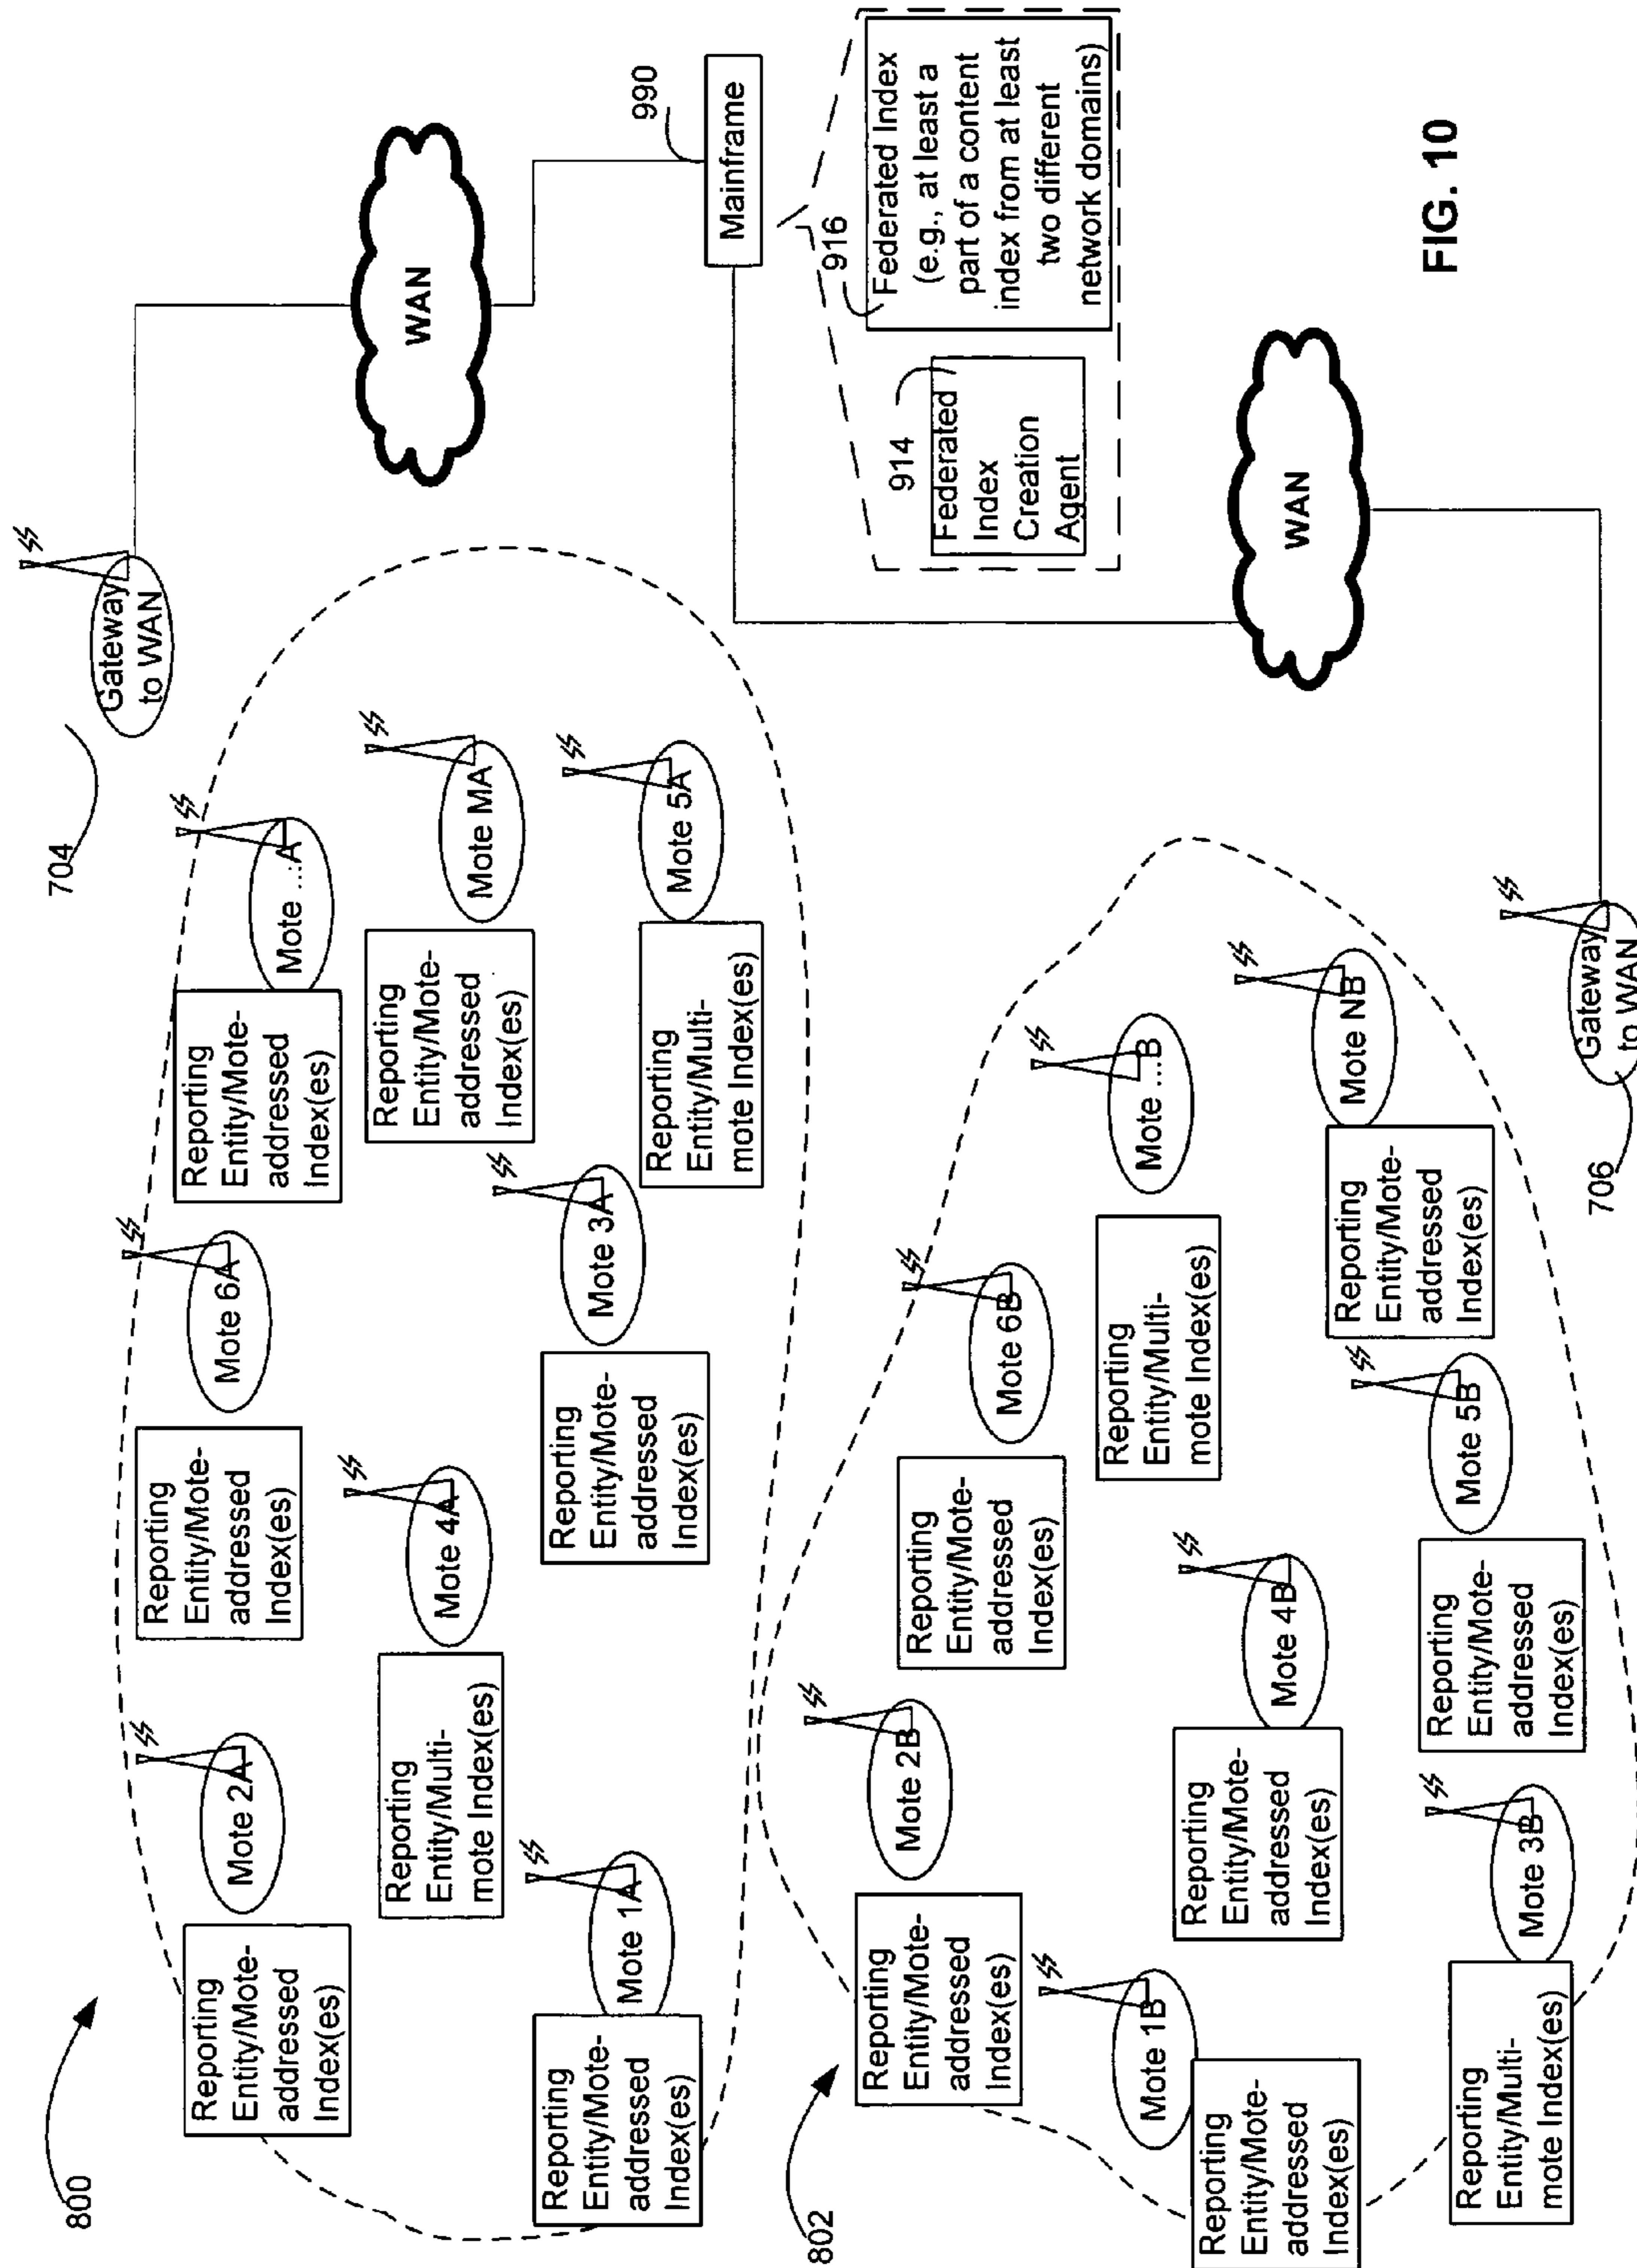 800
Reporting
Entity/Mote-
addressed
Index(es)
Mote 2A
Reporting
Entity/Mote-
addressed
Index(es)
Mote 6A
Reporting
Entity/Mote-
addressed
Index(es)
Mote ...A
704
Gateway
to WAN
Reporting
Entity/Multi-
mote Index(es)
Mote 4A
Reporting
Entity/Mote-
addressed
Index(es)
Mote MA
Reporting
Entity/Mote-
addressed
Index(es)
Mote 1A
Reporting
Entity/Mote-
addressed
Index(es)
Mote 3A
Reporting
Entity/Multi-
mote Index(es)
Mote 5A
WAN
990
Mainframe
914
Federated
Index
Creation
Agent
916
Federated Index
(e.g., at least a
part of a content
index from at least
two different
network domains)
802
Reporting
Entity/Mote-
addressed
Index(es)
Mote 2B
Reporting
Entity/Mote-
addressed
Index(es)
Mote 6B
Reporting
Entity/Multi-
mote Index(es)
Mote ...B
Reporting
Entity/Mote-
addressed
Index(es)
Mote 1B
Reporting
Entity/Mote-
addressed
Index(es)
Mote 4B
Reporting
Entity/Mote-
addressed
Index(es)
Mote NB
Reporting
Entity/Multi-
mote Index(es)
Mote 3B
Reporting
Entity/Mote-
addressed
Index(es)
Mote 5B
706
Gateway
to WAN
WAN
FIG. 10